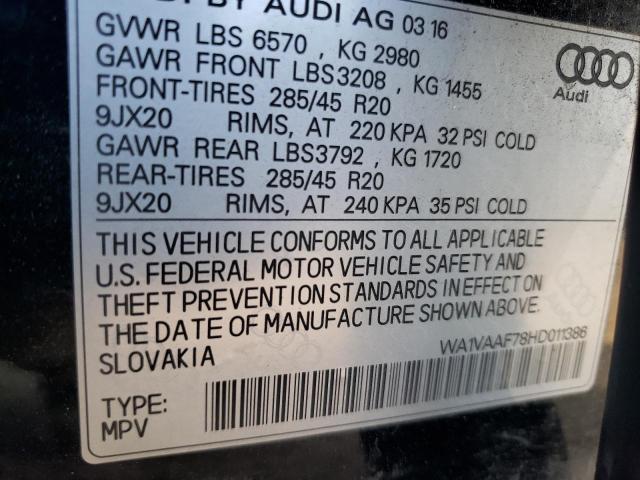 BY AUDI AG 03 16
GVWR LBS 6570 , KG 2980
GAWR FRONT LBS3208 , KG 1455
FRONT-TIRES 285/45 R20
9JX20 RIMS, AT 220 KPA 32 PSI COLD
GAWR REAR LBS3792 , KG 1720
REAR-TIRES 285/45 R20
9JX20 RIMS, AT 240 KPA 35 PSI COLD
Audi
THIS VEHICLE CONFORMS TO ALL APPLICABLE
U.S. FEDERAL MOTOR VEHICLE SAFETY AND
THEFT PREVENTION STANDARDS IN EFFECT ON
THE DATE OF MANUFACTURE SHOWN ABOVE.
SLOVAKIA
WA1VAAF78HD011386
TYPE:
MPV